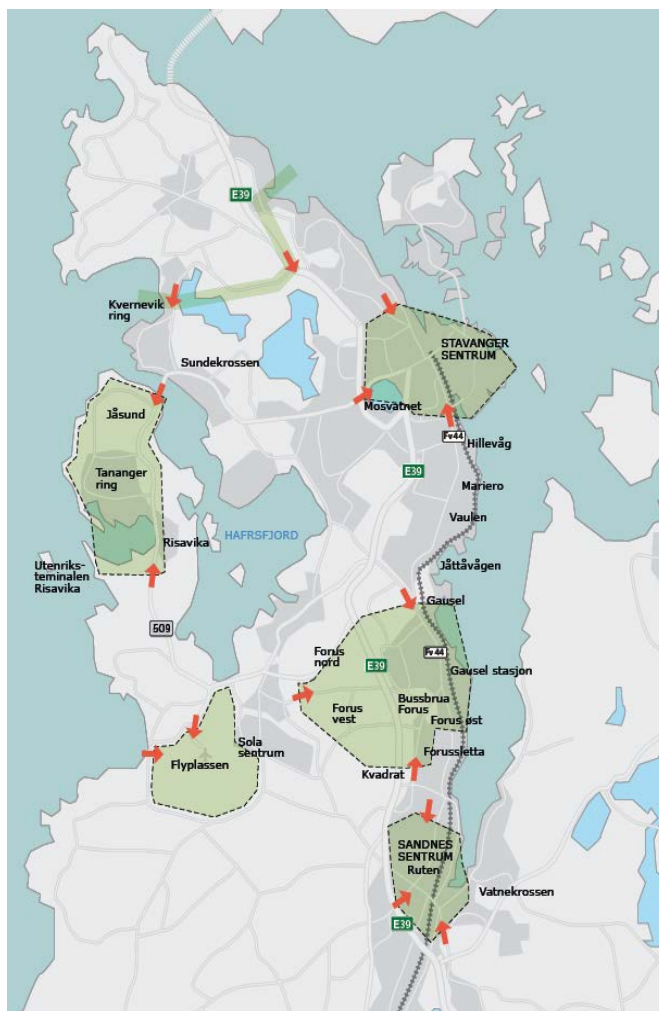 E39
Kvernevik
ring
Sundekrossen
STAVANGER
SENTRUM
Mosvatnet
Jåsund
Fv44
Hillevåg
E39
Tananger
ring
Mariero
Vaulen
HAFRSFJORD
Risavika
Utenriks-
teminalen
Risavika
Jåttåvågen
Gausel
509
Forus
nord
Fv44
E39
Gausel stasjon
Bussbrua
Forus
Forus
vest
Forus øst
Sola
sentrum
Forussletta
Flyplassen
Kvadrat
SANDNES
SENTRUM
Ruten
Vatnekrossen
E39